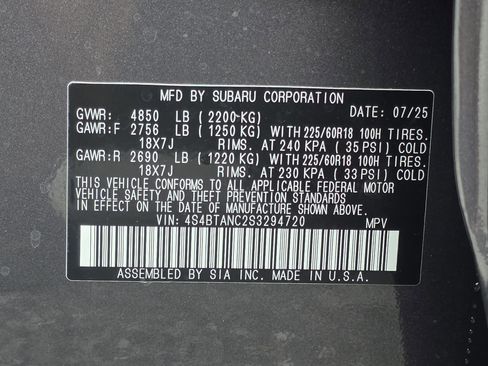 MFD BY SUBARU CORPORATION
GVWR: 4850 LB ( 2200 KG) DATE: 07/25
GAWR:F 2756 LB ( 1250 KG) WITH 225/60R18 100H TIRES.
18X7J RIMS. AT 240 KPA ( 35 PSI) COLD
GAWR:R 2690 LB ( 1220 KG) WITH 225/60R18 100H TIRES.
18X7J RIMS. AT 230 KPA ( 33 PSI) COLD
THIS VEHICLE CONFORMS TO ALL APPLICABLE FEDERAL MOTOR
VEHICLE SAFETY AND THEFT PREVENTION STANDARDS
IN EFFECT ON THE DATE OF MANUFACTURE SHOWN ABOVE.
VIN: 4S4BTANC2S3294720 MPV
ASSEMBLED BY SIA INC. MADE IN U.S.A.